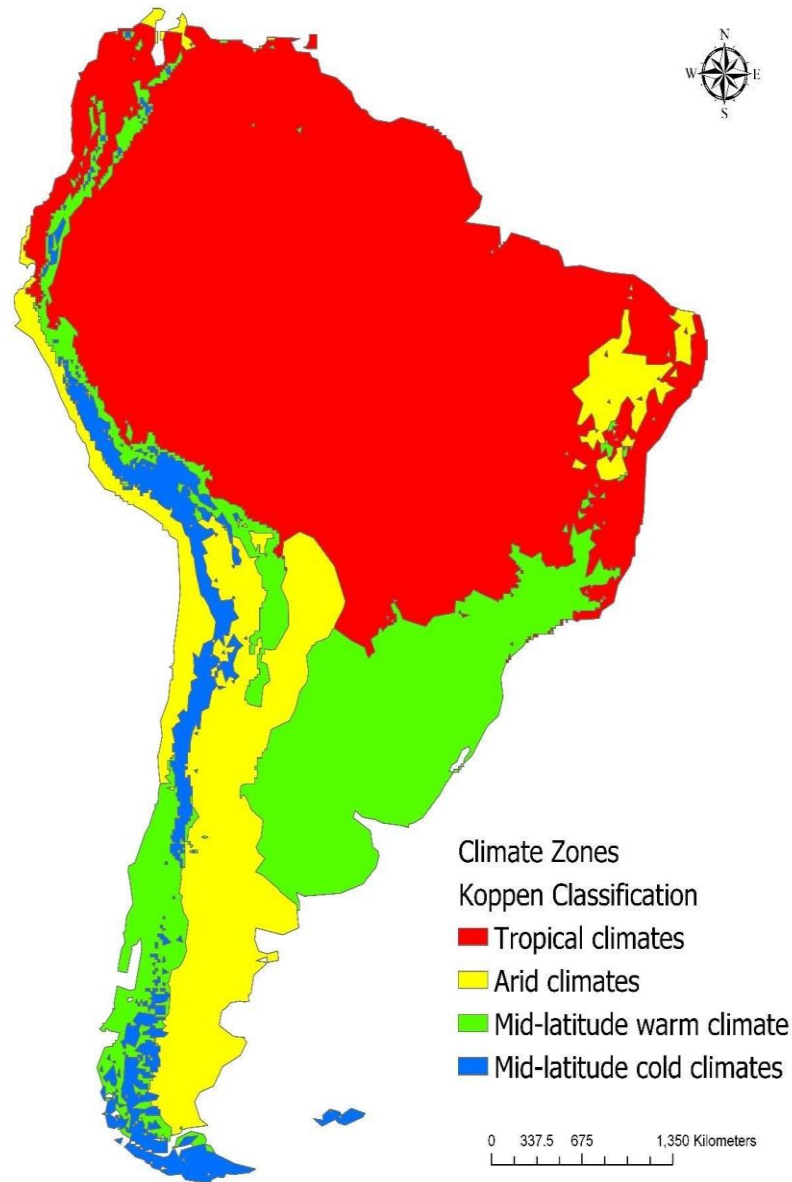 N
W E
S
Climate Zones
Koppen Classification
Tropical climates
Arid climates
Mid-latitude warm climate
Mid-latitude cold climates
0 337.5 675 1,350 Kilometers